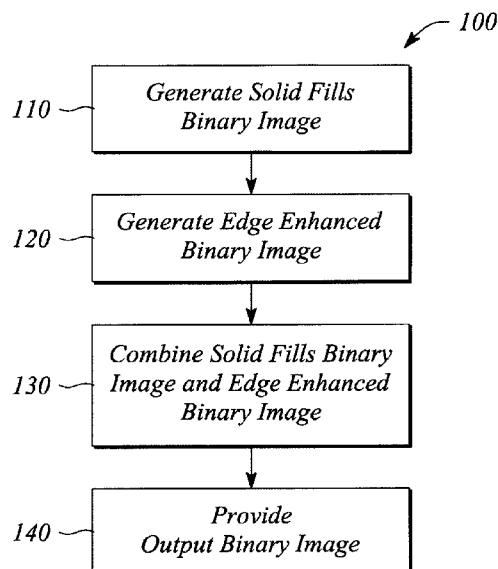 100
110
Generate Solid Fills
Binary Image
120
Generate Edge Enhanced
Binary Image
130
Combine Solid Fills Binary
Image and Edge Enhanced
Binary Image
140
Provide
Output Binary Image